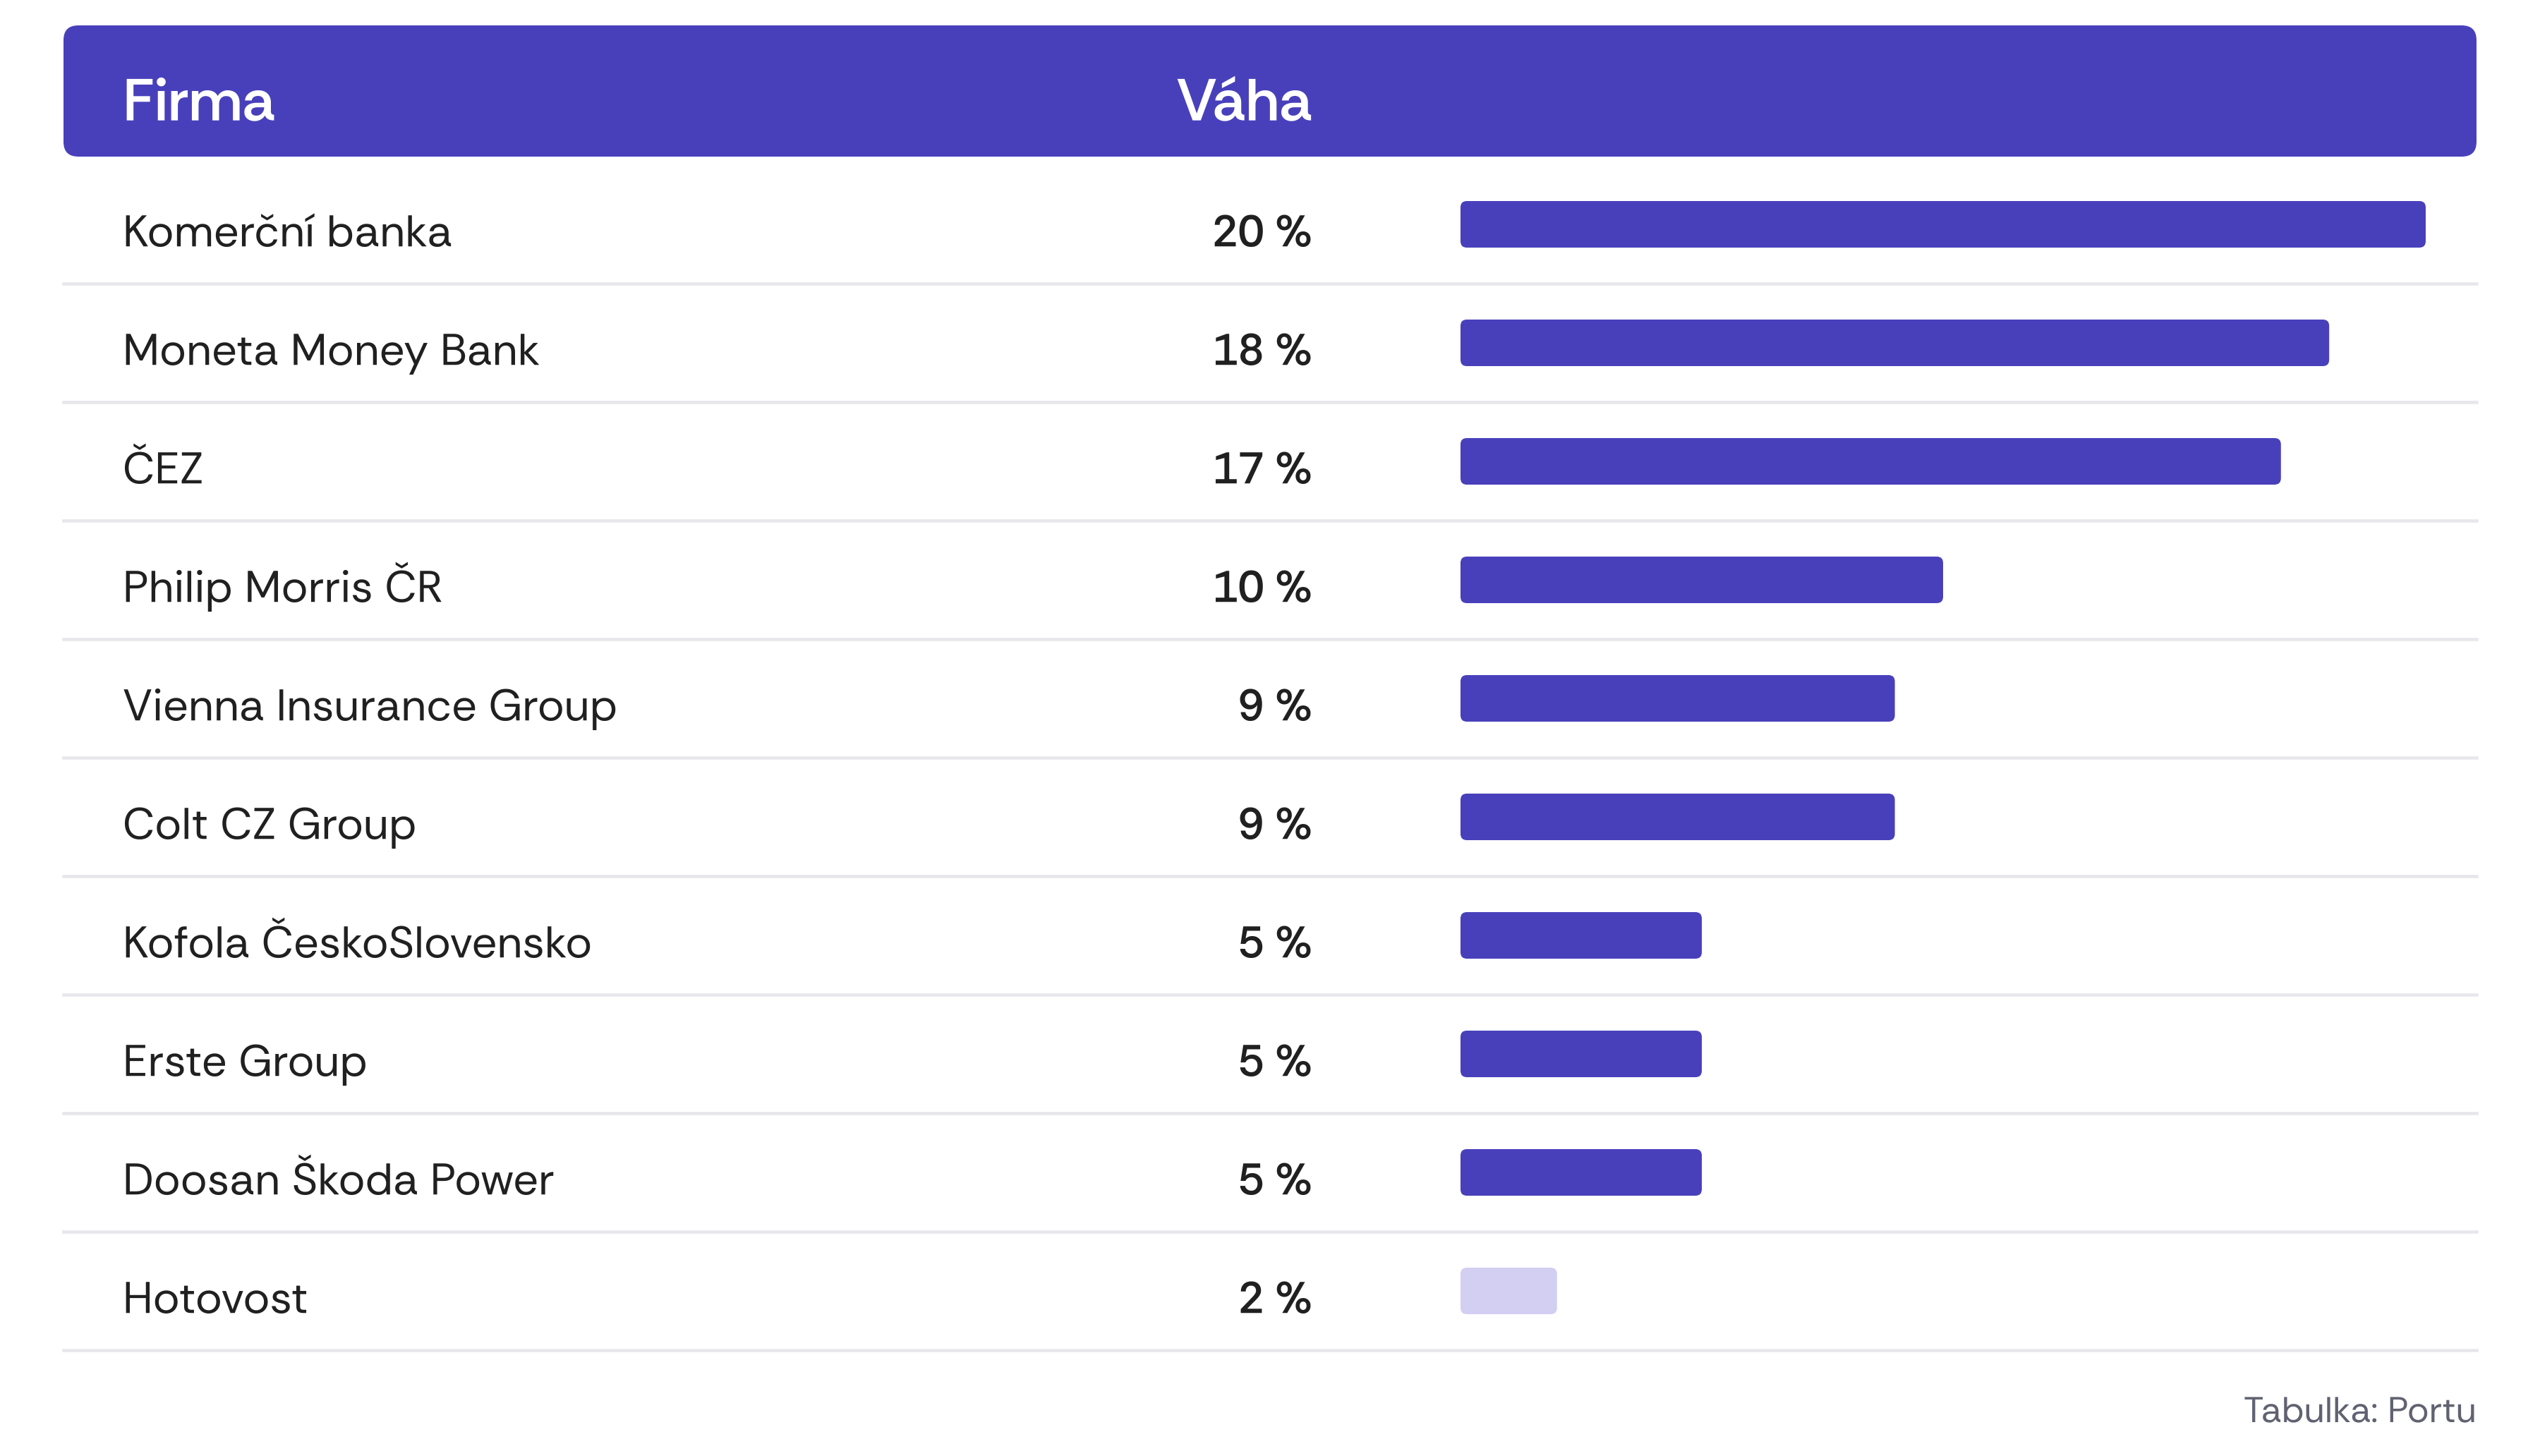 Firma Váha
Komerční banka 20 %
Moneta Money Bank 18 %
ČEZ 17 %
Philip Morris ČR 10 %
Vienna Insurance Group 9 %
Colt CZ Group 9 %
Kofola ČeskoSlovensko 5 %
Erste Group 5 %
Doosan Škoda Power 5 %
Hotovost 2 %
Tabulka: Portu